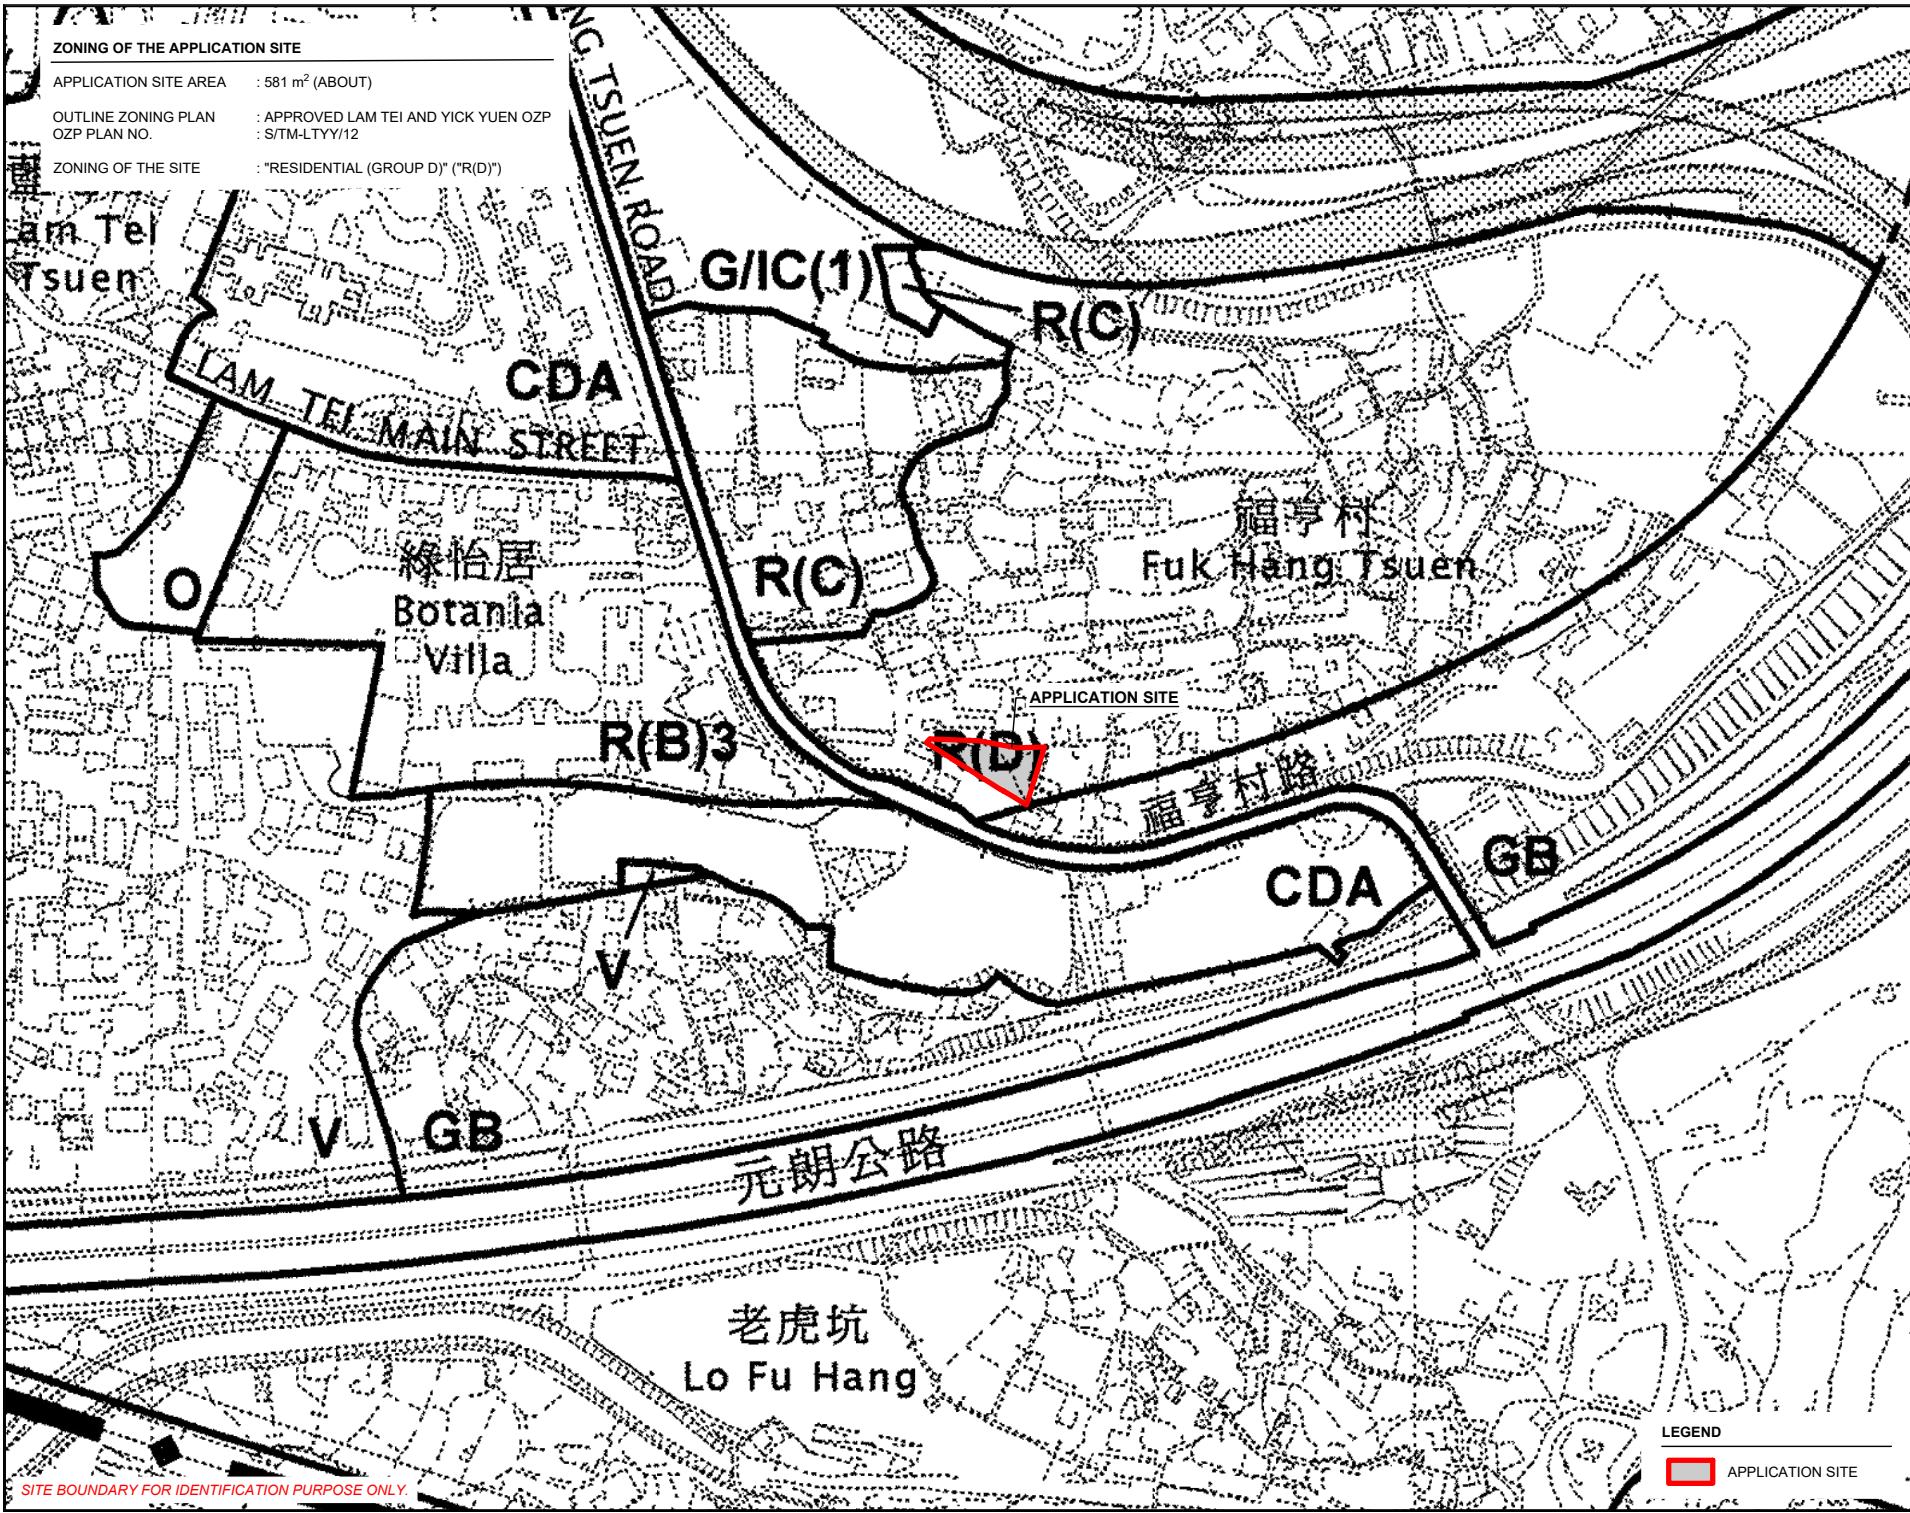 ZONING OF THE APPLICATION SITE
APPLICATION SITE AREA : 581 m² (ABOUT)
OUTLINE ZONING PLAN : APPROVED LAM TEI AND YICK YUEN OZP
OZP PLAN NO. : S/TM-LTYY/12
ZONING OF THE SITE : "RESIDENTIAL (GROUP D)" ("R(D)")
TSUEN ROAD
Lam Tei
Tsuen
G/IC(1)
R(C)
CDA
LAM TEI MAIN STREET
福亨村
Fuk Hang Tsuen
綠怡居
Botania
Villa
O
R(C)
APPLICATION SITE
R(B)3
R(D)
福亨村路
CDA
GB
V
V
GB
元朗公路
老虎坑
Lo Fu Hang
LEGEND
APPLICATION SITE
SITE BOUNDARY FOR IDENTIFICATION PURPOSE ONLY.